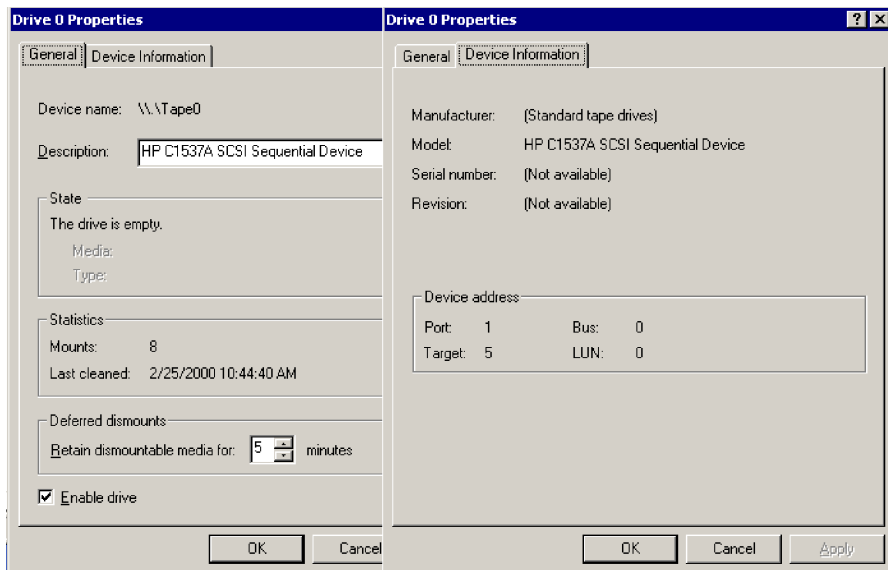 Drive 0 Properties
General
Device Information
Device name: \\.\Tape0
Description: HP C1537A SCSI Sequential Device
State
The drive is empty.
Media:
Type:
Statistics
Mounts: 8
Last cleaned: 2/25/2000 10:44:40 AM
Deferred dismounts
Retain dismountable media for: 5 minutes
Enable drive
OK
Cancel
Drive 0 Properties
General
Device Information
Manufacturer: (Standard tape drives)
Model: HP C1537A SCSI Sequential Device
Serial number: (Not available)
Revision: (Not available)
Device address
Port: 1 Bus: 0
Target: 5 LUN: 0
OK
Cancel
Apply